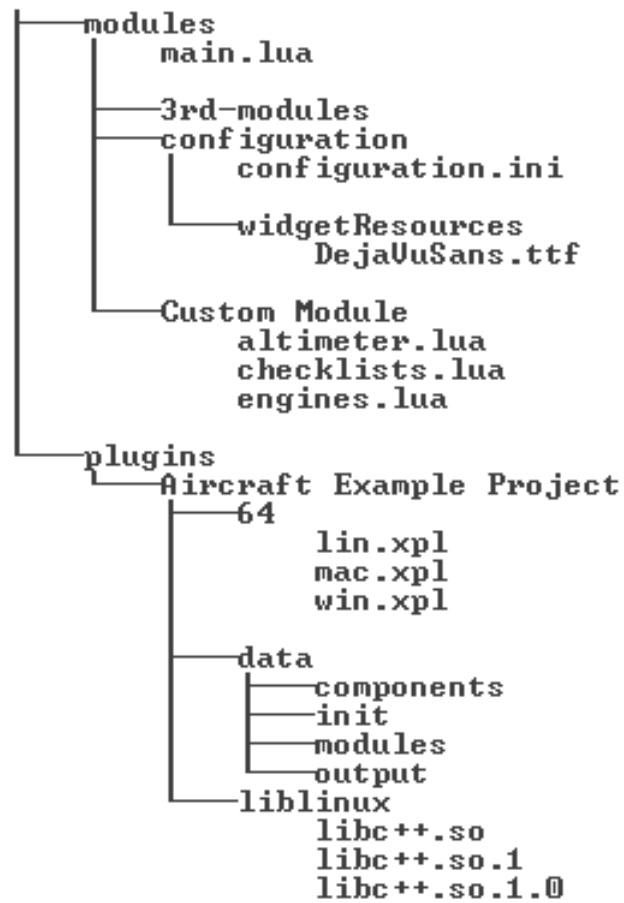 modules
main.lua
3rd-modules
configuration
configuration.ini
widgetResources
DejaVuSans.ttf
Custom Module
altimeter.lua
checklists.lua
engines.lua
plugins
Aircraft Example Project
64
lin.xpl
mac.xpl
win.xpl
data
components
init
modules
output
liblinux
libc++.so
libc++.so.1
libc++.so.1.0